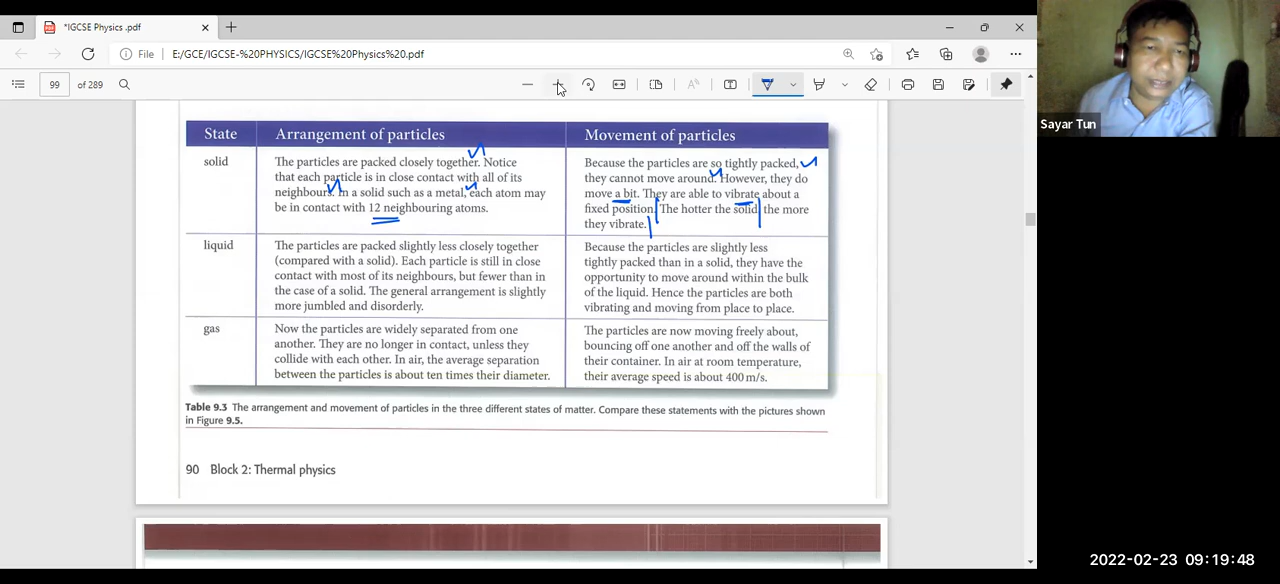 *IGCSE Physics .pdf
File
E:/GCE/IGCSE-%20PHYSICS/IGCSE%20Physics%20.pdf
99 of 289
Sayar Tun
State
Arrangement of particles
Movement of particles
solid
The particles are packed closely together. Notice
that each particle is in close contact with all of its
neighbours. In a solid such as a metal, each atom may
be in contact with 12 neighbouring atoms.
Because the particles are so tightly packed,
they cannot move around. However, they do
move a bit. They are able to vibrate about a
fixed position. The hotter the solid, the more
they vibrate.
liquid
The particles are packed slightly less closely together
(compared with a solid). Each particle is still in close
contact with most of its neighbours, but fewer than in
the case of a solid. The general arrangement is slightly
more jumbled and disorderly.
Because the particles are slightly less
tightly packed than in a solid, they have the
opportunity to move around within the bulk
of the liquid. Hence the particles are both
vibrating and moving from place to place.
gas
Now the particles are widely separated from one
another. They are no longer in contact, unless they
collide with each other. In air, the average separation
between the particles is about ten times their diameter.
The particles are now moving freely about,
bouncing off one another and off the walls of
their container. In air at room temperature,
their average speed is about 400 m/s.
Table 9.3 The arrangement and movement of particles in the three different states of matter. Compare these statements with the pictures shown
in Figure 9.5.
90 Block 2: Thermal physics
2022-02-23 09:19:48